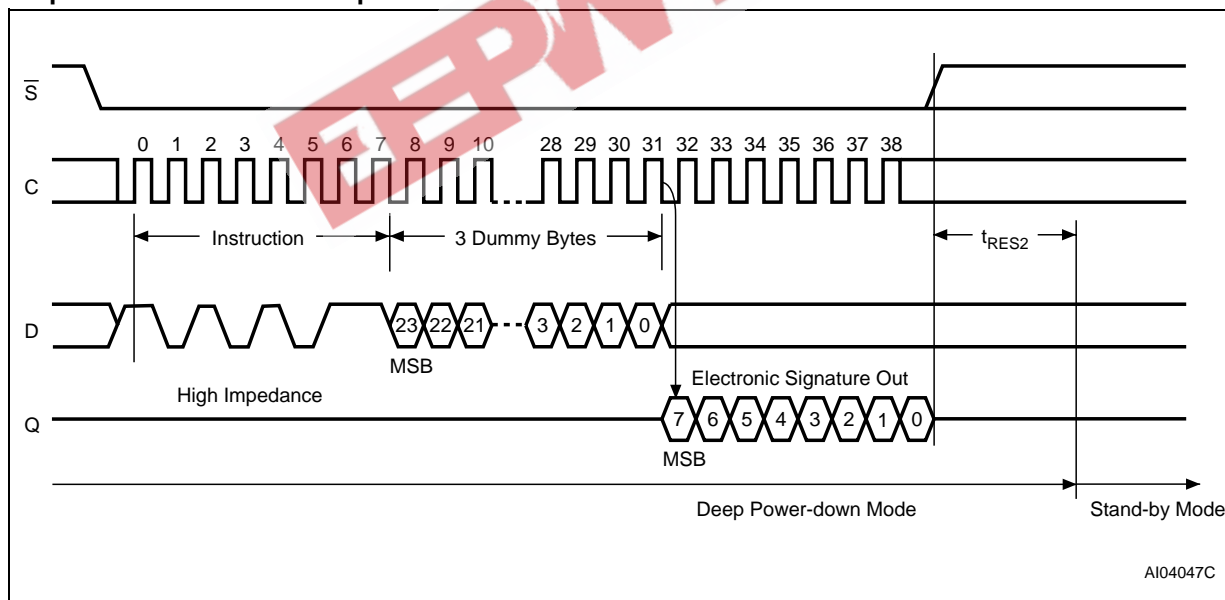 S
0 1 2 3 4 5 6 7 8 9 10 28 29 30 31 32 33 34 35 36 37 38
C
Instruction 3 Dummy Bytes tRES2
D 23 22 21 3 2 1 0
MSB
High Impedance Electronic Signature Out
Q 7 6 5 4 3 2 1 0
MSB
Deep Power-down Mode Stand-by Mode
AI04047C